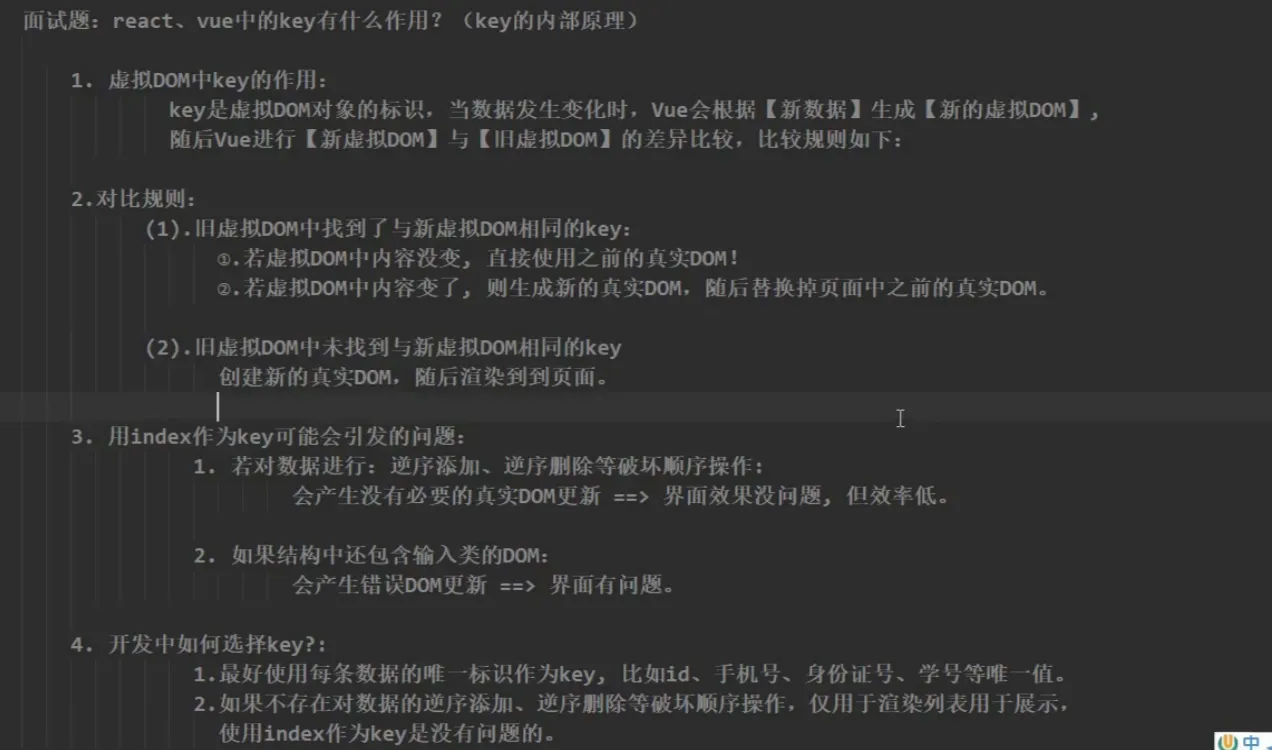 面试题：react、vue中的key有什么作用？（key的内部原理）
1. 虚拟DOM中key的作用：
key是虚拟DOM对象的标识，当数据发生变化时，Vue会根据【新数据】生成【新的虚拟DOM】,
随后Vue进行【新虚拟DOM】与【旧虚拟DOM】的差异比较，比较规则如下：
2.对比规则：
(1).旧虚拟DOM中找到了与新虚拟DOM相同的key：
①.若虚拟DOM中内容没变, 直接使用之前的真实DOM！
②.若虚拟DOM中内容变了, 则生成新的真实DOM，随后替换掉页面中之前的真实DOM。
(2).旧虚拟DOM中未找到与新虚拟DOM相同的key
创建新的真实DOM，随后渲染到到页面。
3. 用index作为key可能会引发的问题：
1. 若对数据进行：逆序添加、逆序删除等破坏顺序操作：
会产生没有必要的真实DOM更新 ==> 界面效果没问题, 但效率低。
2. 如果结构中还包含输入类的DOM：
会产生错误DOM更新 ==> 界面有问题。
4. 开发中如何选择key?：
1.最好使用每条数据的唯一标识作为key, 比如id、手机号、身份证号、学号等唯一值。
2.如果不存在对数据的逆序添加、逆序删除等破坏顺序操作，仅用于渲染列表用于展示，
使用index作为key是没有问题的。
中